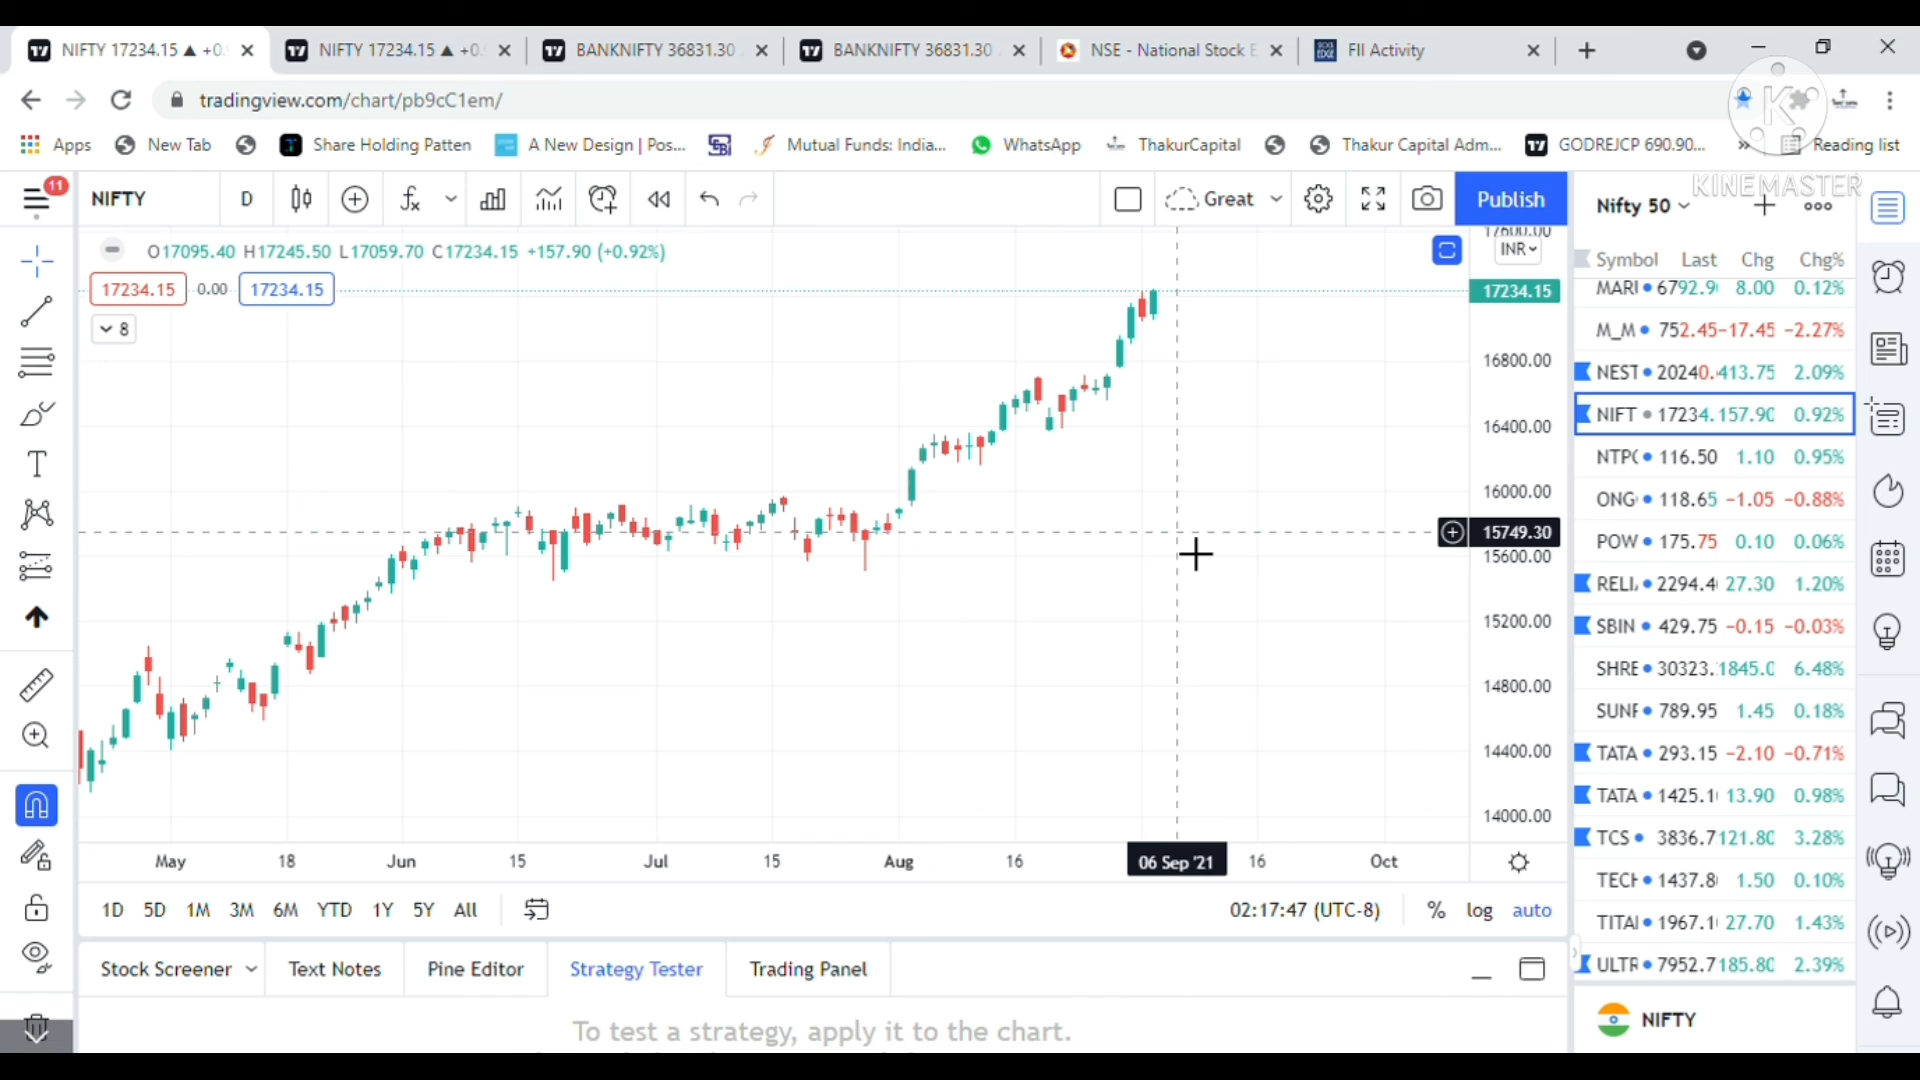 NIFTY 17234.15 ▲ +0. NIFTY 17234.15 ▲ +0. BANKNIFTY 36831.30 BANKNIFTY 36831.30 NSE - National Stock E FII Activity
tradingview.com/chart/pb9cC1em/
Apps New Tab Share Holding Patten A New Design | Pos... Mutual Funds: India... WhatsApp ThakurCapital Thakur Capital Adm... GODREJCP 690.90... » Reading list
KINEMASTER
11 NIFTY D Great Publish Nifty 50
O17095.40 H17245.50 L17059.70 C17234.15 +157.90 (+0.92%)
17234.15 0.00 17234.15
8
17600.00
INR
17234.15
16800.00
16400.00
16000.00
15749.30
15600.00
15200.00
14800.00
14400.00
14000.00
May 18 Jun 15 Jul 15 Aug 16 06 Sep '21 16 Oct
1D 5D 1M 3M 6M YTD 1Y 5Y All 02:17:47 (UTC-8) % log auto
Stock Screener Text Notes Pine Editor Strategy Tester Trading Panel
To test a strategy, apply it to the chart.
Symbol Last Chg Chg%
MARU 6792.9 8.00 0.12%
M_M 752.45 −17.45 −2.27%
NEST 20240. 413.75 2.09%
NIFT 17234. 157.90 0.92%
NTPC 116.50 1.10 0.95%
ONG 118.65 −1.05 −0.88%
POW 175.75 0.10 0.06%
RELI 2294.4 27.30 1.20%
SBIN 429.75 −0.15 −0.03%
SHRE 30323. 1845.0 6.48%
SUNF 789.95 1.45 0.18%
TATA 293.15 −2.10 −0.71%
TATA 1425.1 13.90 0.98%
TCS 3836.7 121.80 3.28%
TECH 1437.8 1.50 0.10%
TITAI 1967.1 27.70 1.43%
ULTR 7952.7 185.80 2.39%
NIFTY